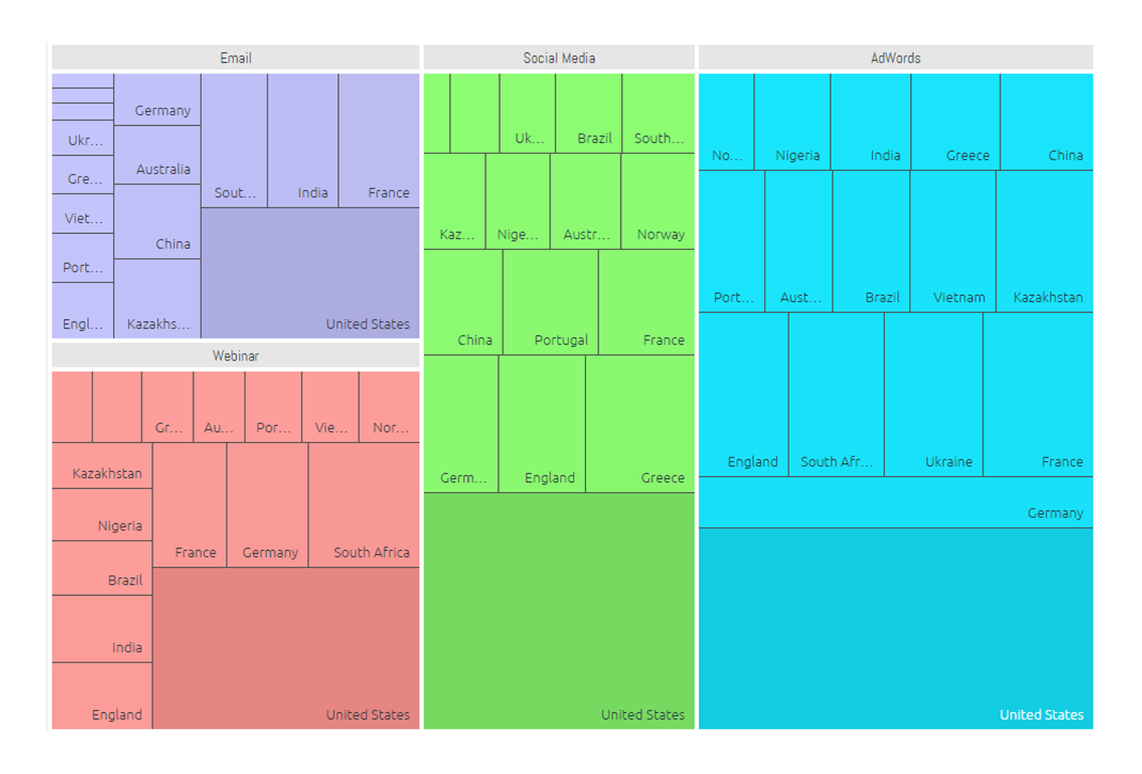 Email
Germany
Ukr...
Australia
Gre...
Viet...
China
Port...
Engl...
Kazakhs...
Sout...
India
France
United States
Webinar
Gr...
Au...
Por...
Vie...
Nor...
Kazakhstan
Nigeria
Brazil
India
England
France
Germany
South Africa
United States
Social Media
Uk...
Brazil
South...
Kaz...
Nige...
Austr...
Norway
China
Portugal
France
Germ...
England
Greece
United States
AdWords
No...
Nigeria
India
Greece
China
Port...
Aust...
Brazil
Vietnam
Kazakhstan
England
South Afr...
Ukraine
France
Germany
United States